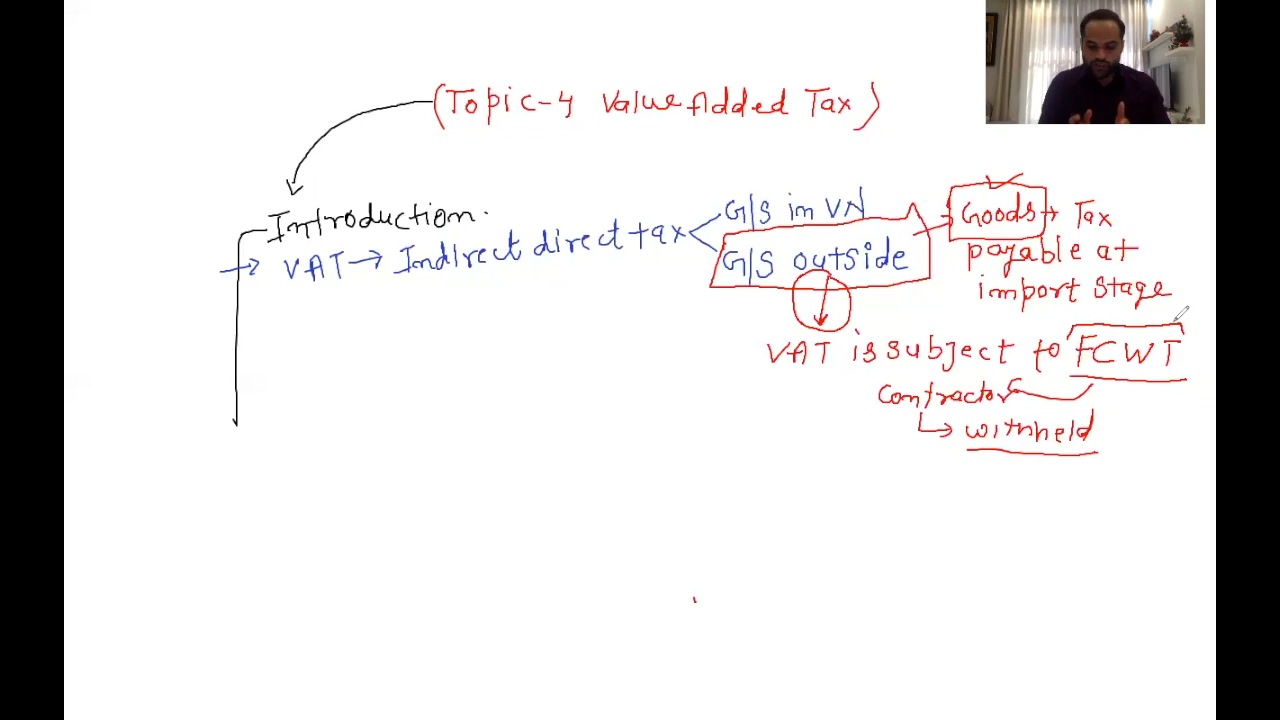 (Topic-4 Value Added Tax)
Introduction.
VAT → Indirect direct tax
G/S in VN
G/S outside
Goods → Tax
payable at
import stage
VAT is subject to FCWT
Contractor
withheld